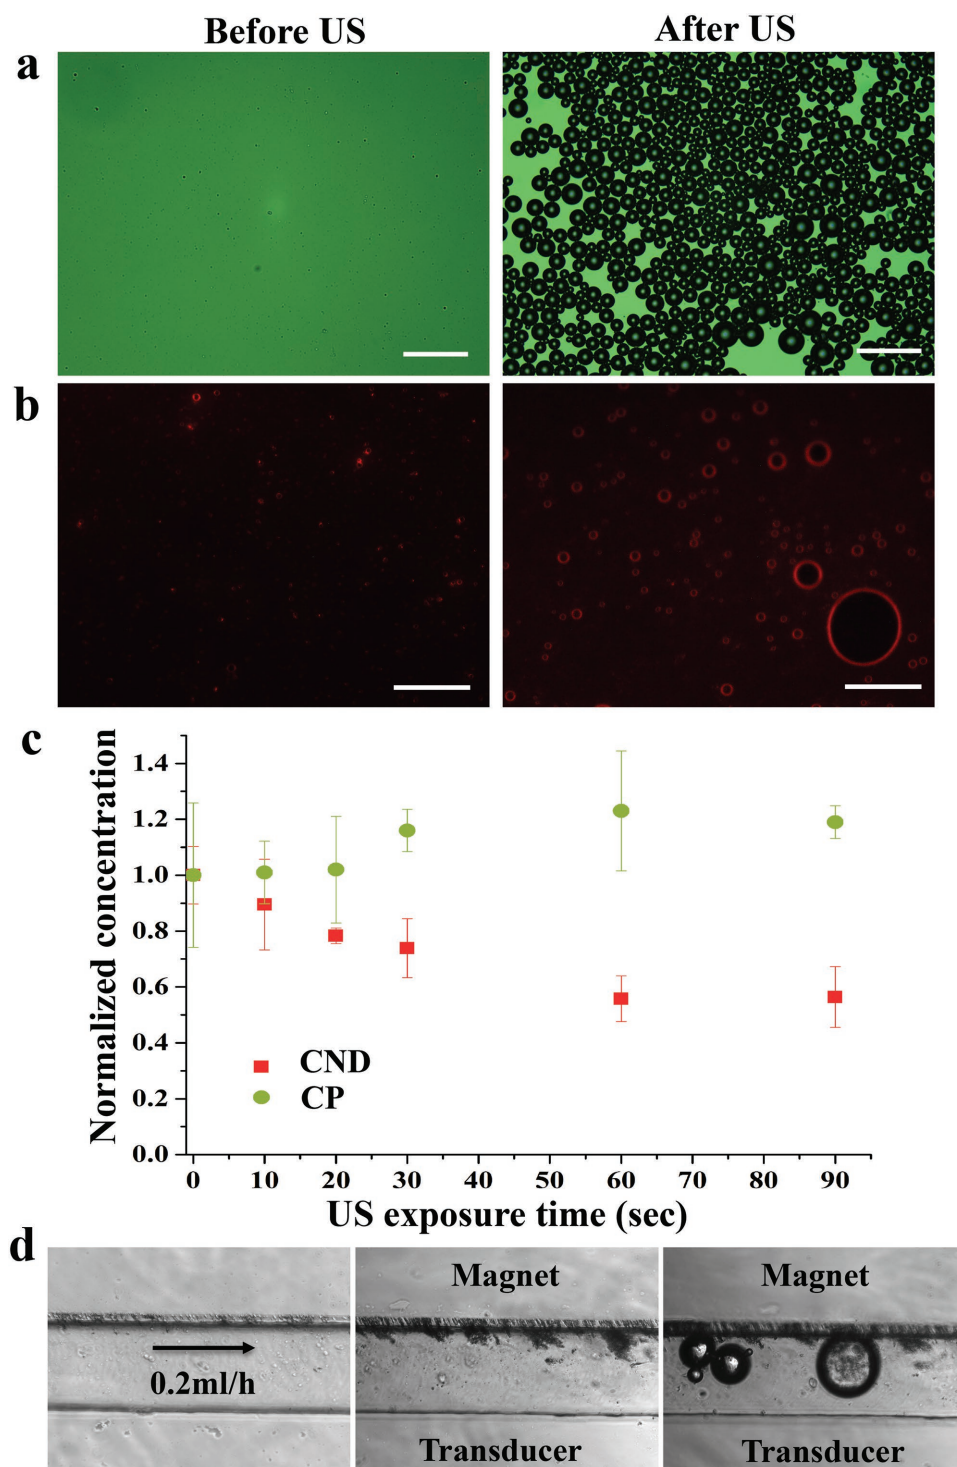 Before US
After US
a
b
c
1.4
1.2
1.0
0.8
0.6
0.4
0.2
0.0
Normalized concentration
CND
CP
0 10 20 30 40 50 60 70 80 90
US exposure time (sec)
d
0.2ml/h
Magnet
Transducer
Magnet
Transducer